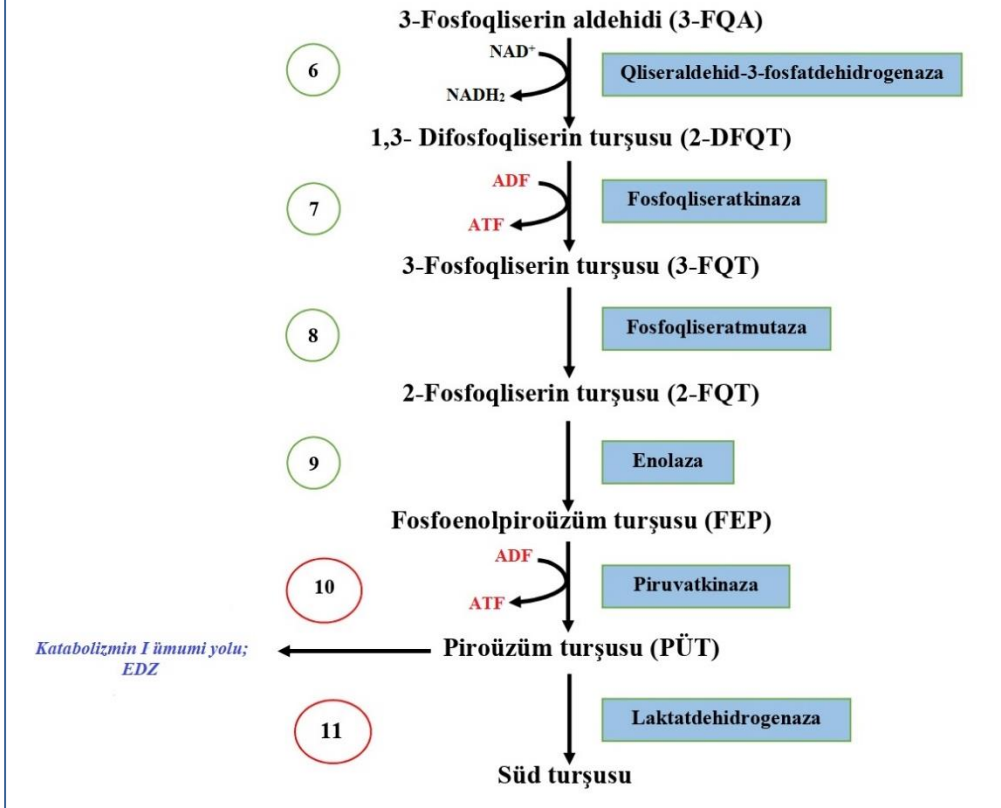 3-Fosfoqliserin aldehidi (3-FQA)
NAD⁺
6
Qliseraldehid-3-fosfatdehidrogenaza
NADH₂
1,3- Difosfoqliserin turşusu (2-DFQT)
ADF
7
Fosfoqliseratkinaza
ATF
3-Fosfoqliserin turşusu (3-FQT)
8
Fosfoqliseratmutaza
2-Fosfoqliserin turşusu (2-FQT)
9
Enolaza
Fosfoenolpiroüzüm turşusu (FEP)
ADF
10
Piruvatkinaza
ATF
Katabolizmin I ümumi yolu;
EDZ
Piroüzüm turşusu (PÜT)
11
Laktatdehidrogenaza
Süd turşusu